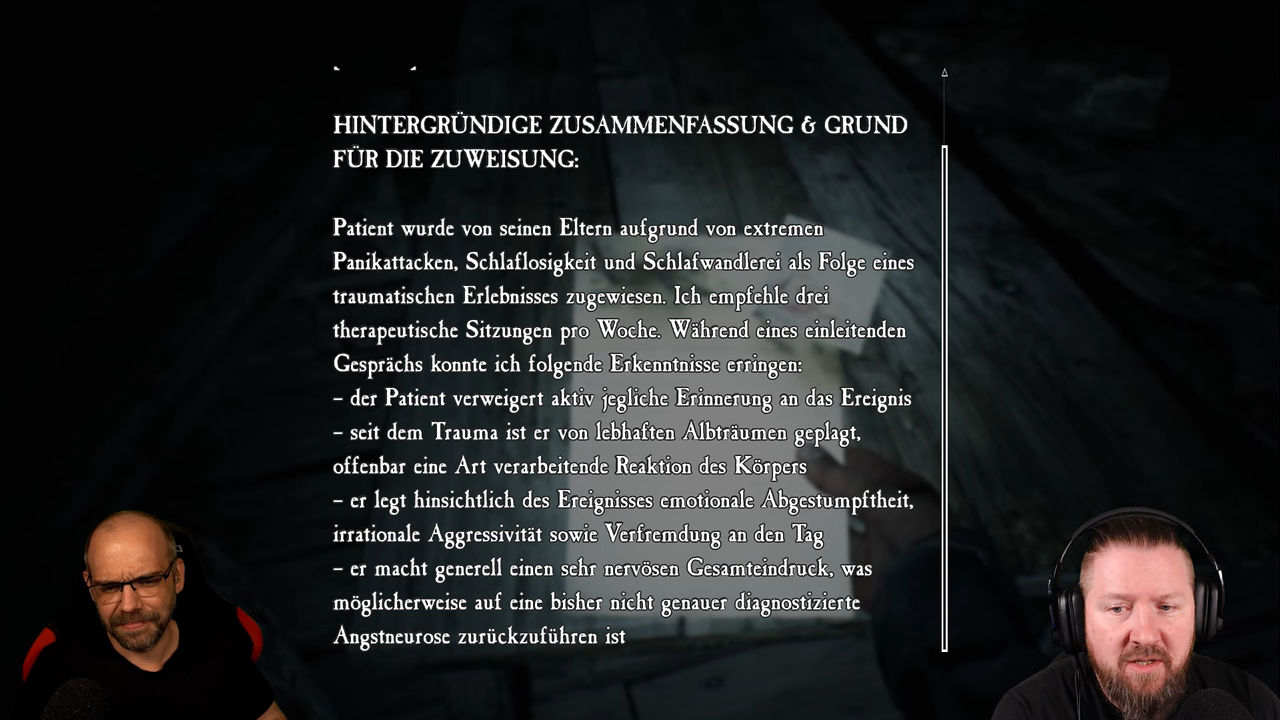 HINTERGRÜNDIGE ZUSAMMENFASSUNG & GRUND
FÜR DIE ZUWEISUNG:
Patient wurde von seinen Eltern aufgrund von extremen
Panikattacken, Schlaflosigkeit und Schlafwandlerei als Folge eines
traumatischen Erlebnisses zugewiesen. Ich empfehle drei
therapeutische Sitzungen pro Woche. Während eines einleitenden
Gesprächs konnte ich folgende Erkenntnisse erringen:
– der Patient verweigert aktiv jegliche Erinnerung an das Ereignis
– seit dem Trauma ist er von lebhaften Albträumen geplagt,
offenbar eine Art verarbeitende Reaktion des Körpers
– er legt hinsichtlich des Ereignisses emotionale Abgestumpftheit,
irrationale Aggressivität sowie Verfremdung an den Tag
– er macht generell einen sehr nervösen Gesamteindruck, was
möglicherweise auf eine bisher nicht genauer diagnostizierte
Angstneurose zurückzuführen ist